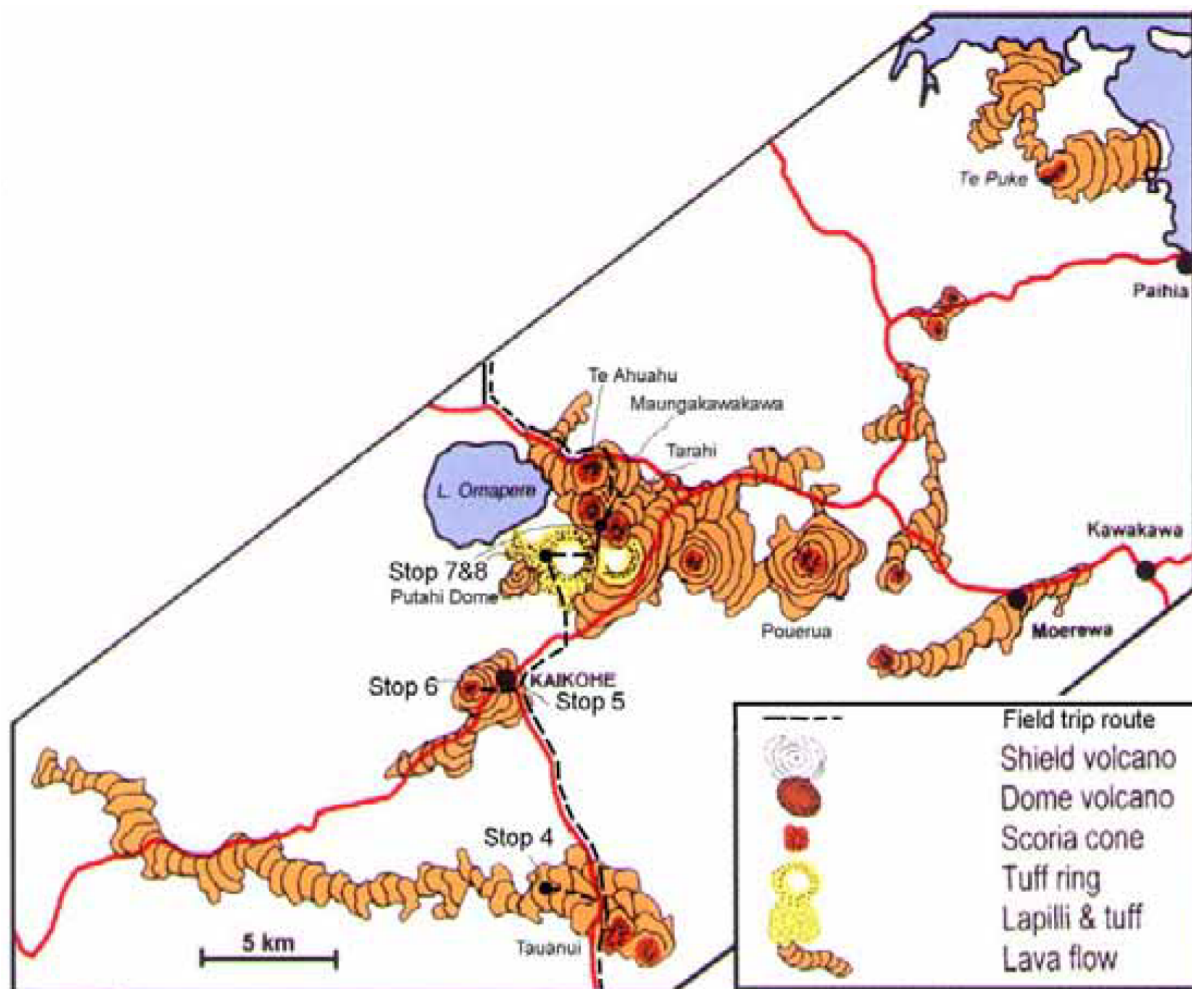 Te Puke
Paihia
Te Ahuahu
Maungakawakawa
Tarahi
L. Omapere
Kawakawa
Stop 7&8
Putahi Dome
Moerewa
Pouerua
KAIKOHE
Stop 6
Stop 5
Stop 4
Tauanui
5 km
Field trip route
Shield volcano
Dome volcano
Scoria cone
Tuff ring
Lapilli & tuff
Lava flow